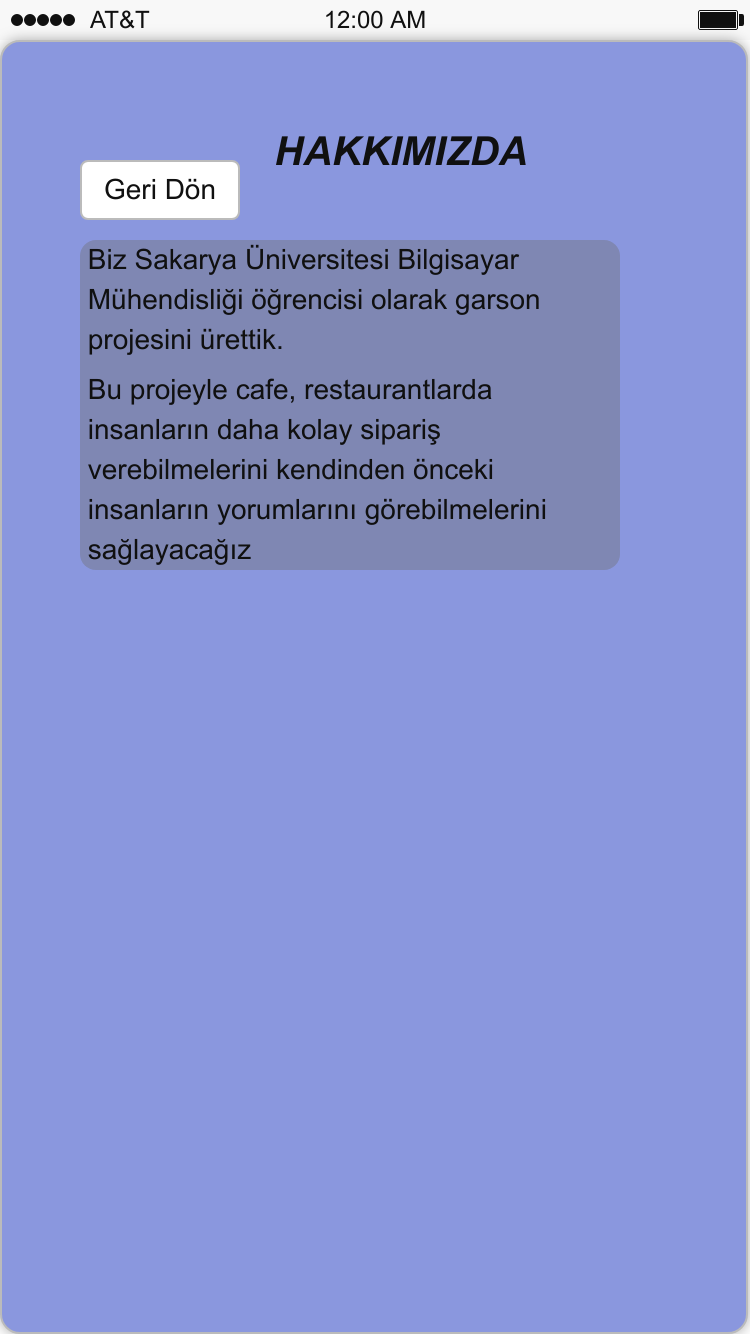 AT&T 12:00 AM
HAKKIMIZDA
Geri Dön
Biz Sakarya Üniversitesi Bilgisayar
Mühendisliği öğrencisi olarak garson
projesini ürettik.
Bu projeyle cafe, restaurantlarda
insanların daha kolay sipariş
verebilmelerini kendinden önceki
insanların yorumlarını görebilmelerini
sağlayacağız